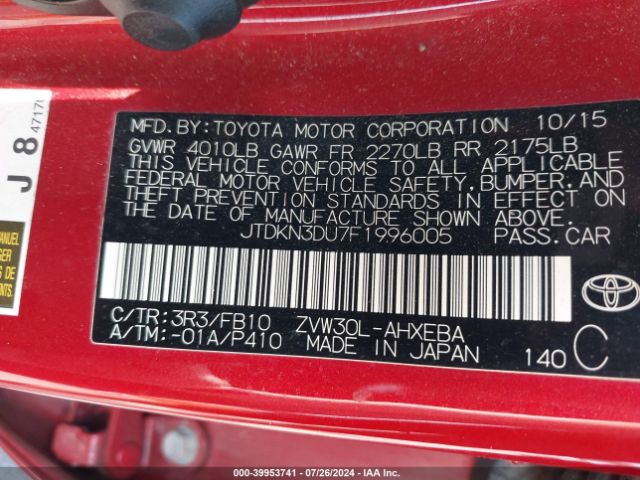 MFD. BY: TOYOTA MOTOR CORPORATION 10/15
GVWR 4010LB GAWR FR 2270LB RR 2175LB
THIS VEHICLE CONFORMS TO ALL APPLICABLE
FEDERAL MOTOR VEHICLE SAFETY, BUMPER, AND
THEFT PREVENTION STANDARDS IN EFFECT ON
THE DATE OF MANUFACTURE SHOWN ABOVE.
JTDKN3DU7F1996005 PASS. CAR
C/TR: 3R3/FB10 ZVW30L-AHXEBA
A/TM: -01A/P410 MADE IN JAPAN 140 C
J 8
ANUEL
GER
ENTS.
000-39953741 - 07/26/2024 - IAA Inc.